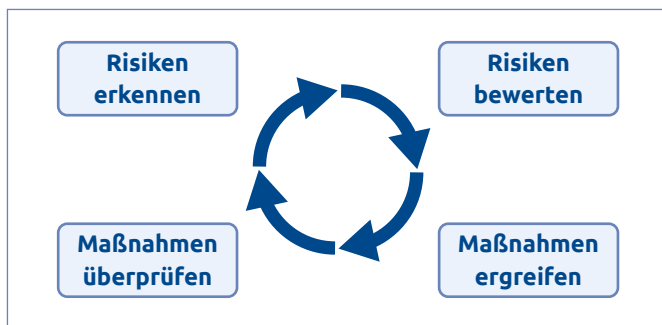 Risiken
erkennen
Risiken
bewerten
Maßnahmen
überprüfen
Maßnahmen
ergreifen